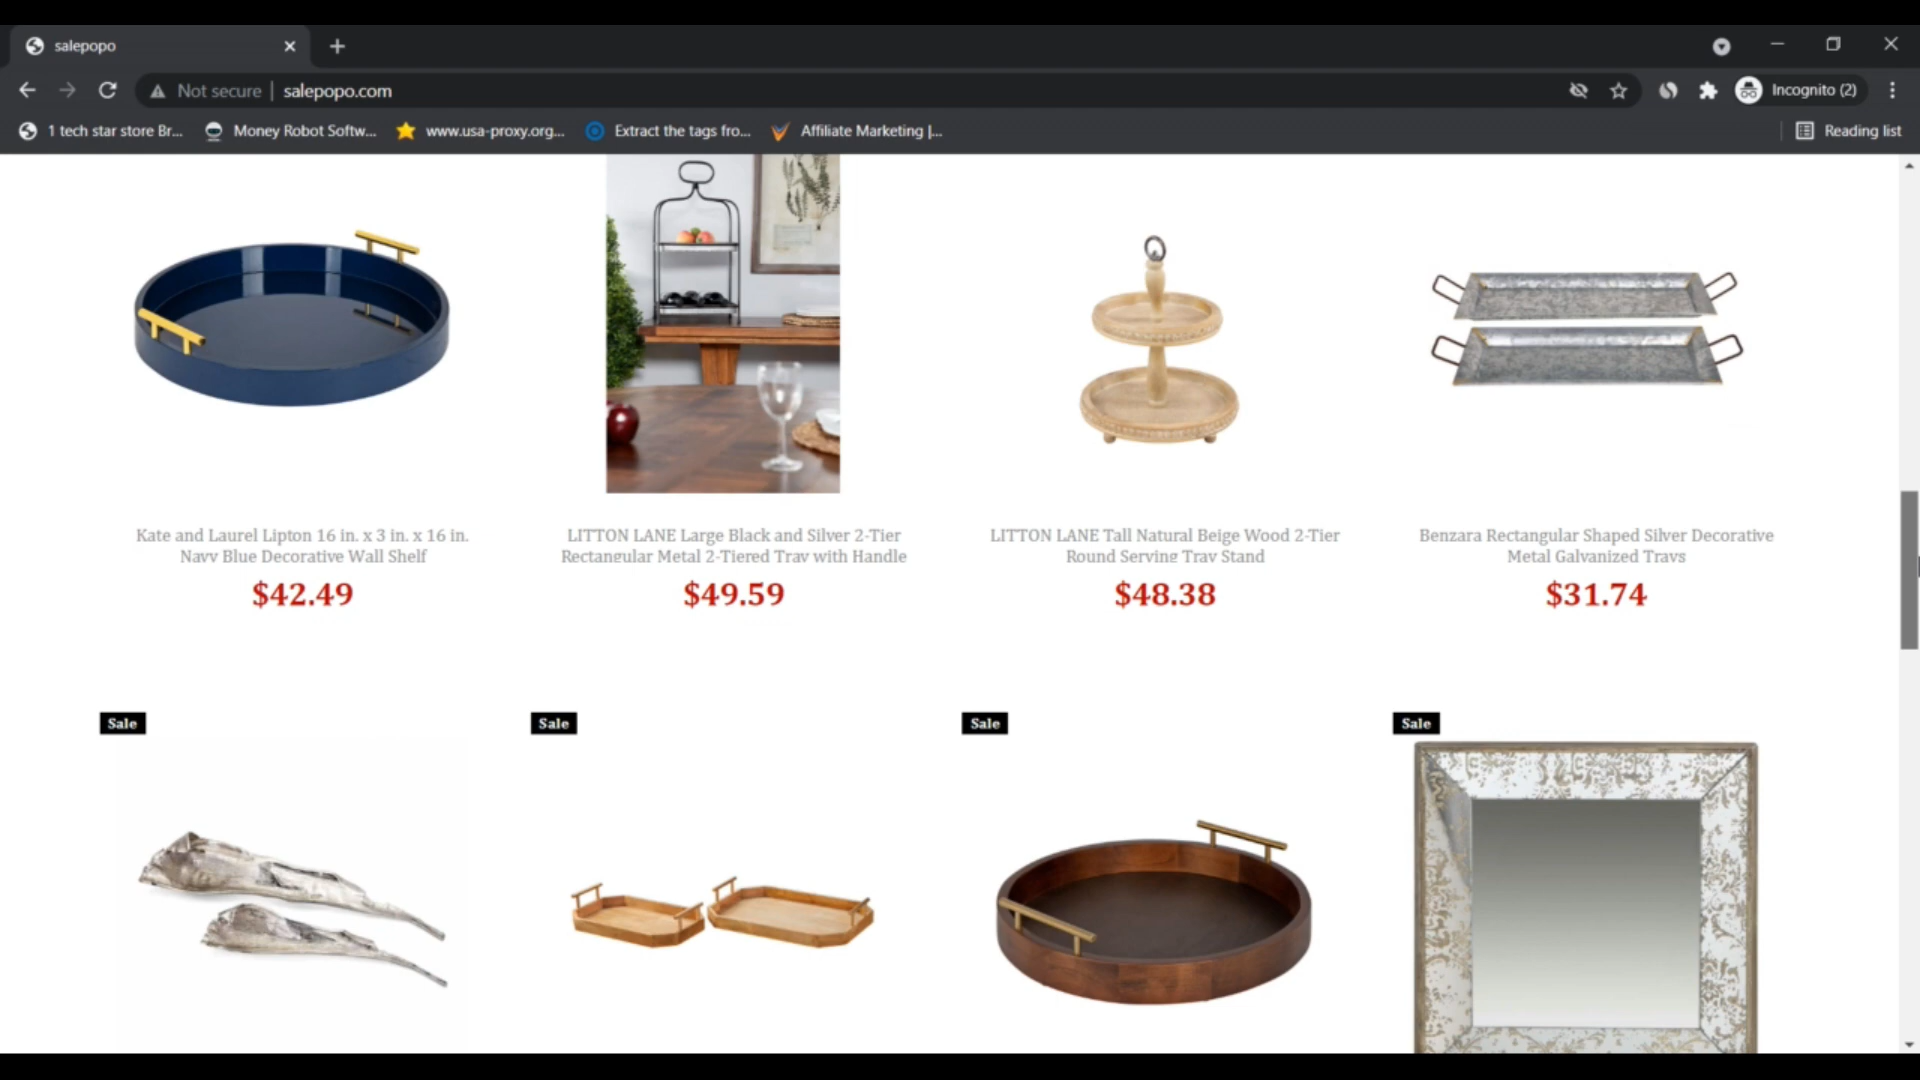 salepopo
Not secure | salepopo.com
Incognito (2)
1 tech star store Br...
Money Robot Softw...
www.usa-proxy.org...
Extract the tags fro...
Affiliate Marketing |...
Reading list
Kate and Laurel Lipton 16 in. x 3 in. x 16 in.
Navy Blue Decorative Wall Shelf
$42.49
LITTON LANE Large Black and Silver 2-Tier
Rectangular Metal 2-Tiered Tray with Handle
$49.59
LITTON LANE Tall Natural Beige Wood 2-Tier
Round Serving Tray Stand
$48.38
Benzara Rectangular Shaped Silver Decorative
Metal Galvanized Trays
$31.74
Sale
Sale
Sale
Sale